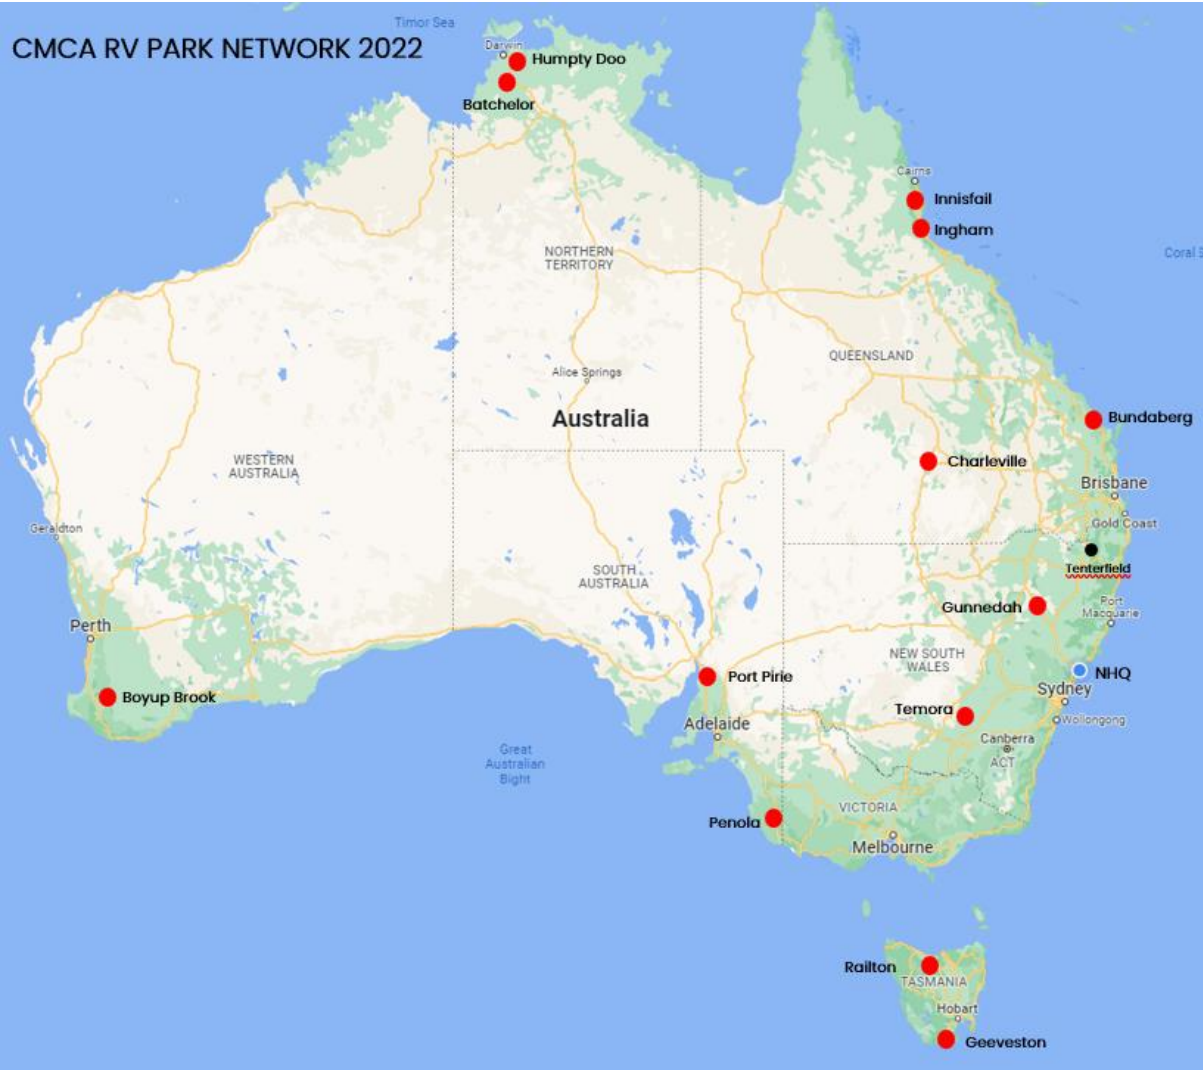 Timor Sea
CMCA RV PARK NETWORK 2022
Darwin
Humpty Doo
Batchelor
Cairns
Innisfail
Ingham
NORTHERN
TERRITORY
Coral S
QUEENSLAND
Alice Springs
Australia
Bundaberg
WESTERN
AUSTRALIA
Charleville
Brisbane
Geraldton
Gold Coast
SOUTH
AUSTRALIA
Tenterfield
Gunnedah
Port
Macquarie
Perth
NEW SOUTH
WALES
Port Pirie
NHQ
Boyup Brook
Sydney
Temora
Adelaide
Wollongong
Canberra
ACT
Great
Australian
Bight
VICTORIA
Penola
Melbourne
Railton
TASMANIA
Hobart
Geeveston